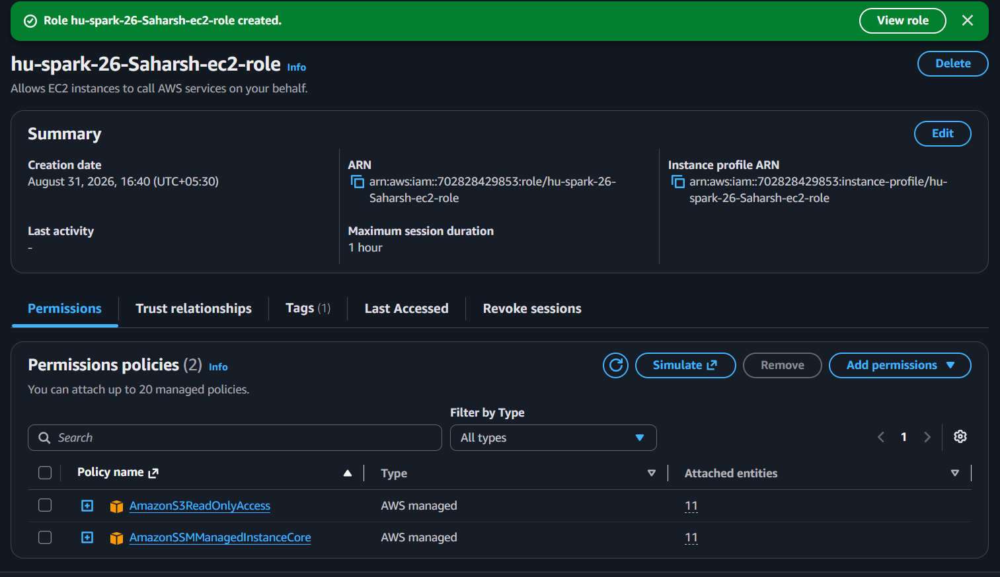 Role hu-spark-26-Saharsh-ec2-role created.
View role
hu-spark-26-Saharsh-ec2-role Info
Delete
Allows EC2 instances to call AWS services on your behalf.
Summary
Edit
Creation date
August 31, 2026, 16:40 (UTC+05:30)
ARN
arn:aws:iam::702828429853:role/hu-spark-26-
Saharsh-ec2-role
Instance profile ARN
arn:aws:iam::702828429853:instance-profile/hu-
spark-26-Saharsh-ec2-role
Last activity
-
Maximum session duration
1 hour
Permissions
Trust relationships
Tags (1)
Last Accessed
Revoke sessions
Permissions policies (2) Info
Simulate
Remove
Add permissions
You can attach up to 20 managed policies.
Filter by Type
Search
All types
1
Policy name
Type
Attached entities
AmazonS3ReadOnlyAccess
AWS managed
11
AmazonSSMManagedInstanceCore
AWS managed
11